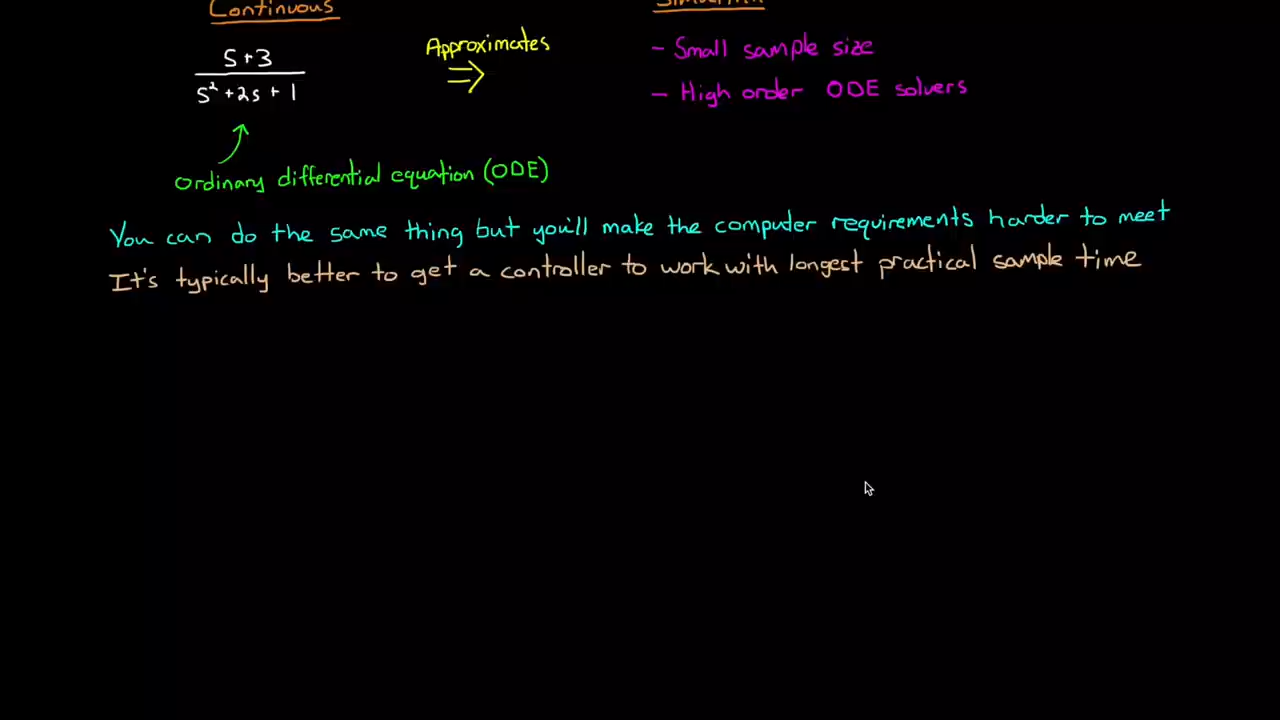 Continuous
S+3
Approximates
- Small sample size
⇒
S²+2s+1
- High order ODE solvers
Ordinary differential equation (ODE)
You can do the same thing but you'll make the computer requirements harder to meet
It's typically better to get a controller to work with longest practical sample time